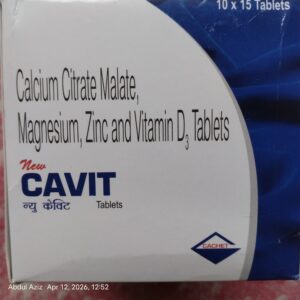 10 x 15 Tablets
Calcium Citrate Malate,
Magnesium, Zinc and Vitamin D3 Tablets
New
CAVIT
न्यु केविट Tablets
CACHET
Abdul Aziz Apr 12, 2026, 12:52